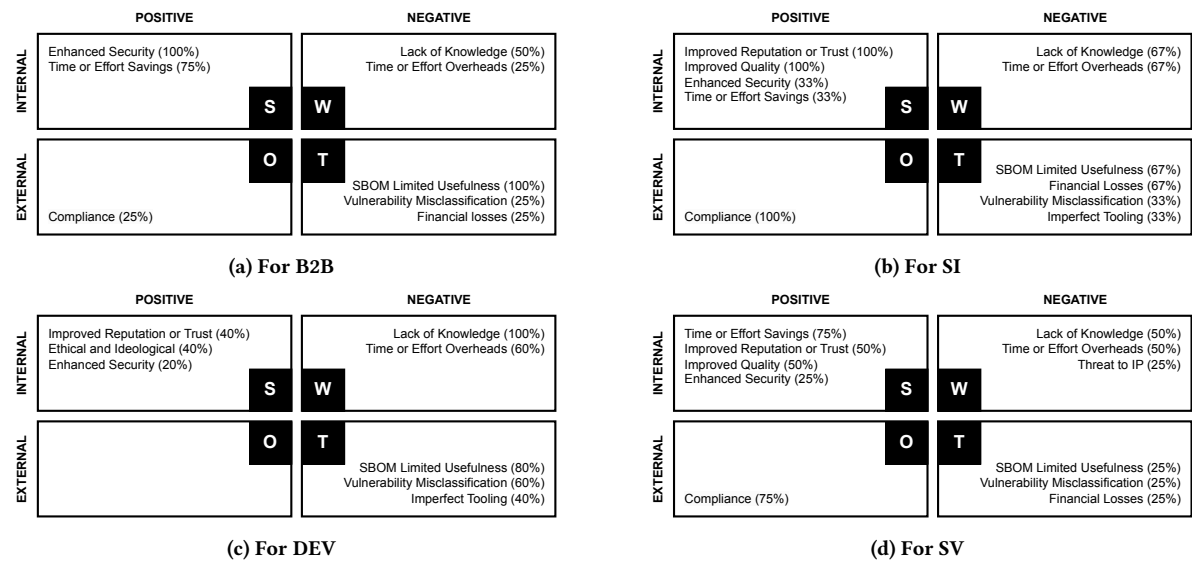 POSITIVE
NEGATIVE
INTERNAL
Enhanced Security (100%)
Time or Effort Savings (75%)
S
W
Lack of Knowledge (50%)
Time or Effort Overheads (25%)
EXTERNAL
O
T
Compliance (25%)
SBOM Limited Usefulness (100%)
Vulnerability Misclassification (25%)
Financial losses (25%)
(a) For B2B
POSITIVE
NEGATIVE
INTERNAL
Improved Reputation or Trust (100%)
Improved Quality (100%)
Enhanced Security (33%)
Time or Effort Savings (33%)
S
W
Lack of Knowledge (67%)
Time or Effort Overheads (67%)
EXTERNAL
O
T
Compliance (100%)
SBOM Limited Usefulness (67%)
Financial Losses (67%)
Vulnerability Misclassification (33%)
Imperfect Tooling (33%)
(b) For SI
POSITIVE
NEGATIVE
INTERNAL
Improved Reputation or Trust (40%)
Ethical and Ideological (40%)
Enhanced Security (20%)
S
W
Lack of Knowledge (100%)
Time or Effort Overheads (60%)
EXTERNAL
O
T
SBOM Limited Usefulness (80%)
Vulnerability Misclassification (60%)
Imperfect Tooling (40%)
(c) For DEV
POSITIVE
NEGATIVE
INTERNAL
Time or Effort Savings (75%)
Improved Reputation or Trust (50%)
Improved Quality (50%)
Enhanced Security (25%)
S
W
Lack of Knowledge (50%)
Time or Effort Overheads (50%)
Threat to IP (25%)
EXTERNAL
O
T
Compliance (75%)
SBOM Limited Usefulness (25%)
Vulnerability Misclassification (25%)
Financial Losses (25%)
(d) For SV